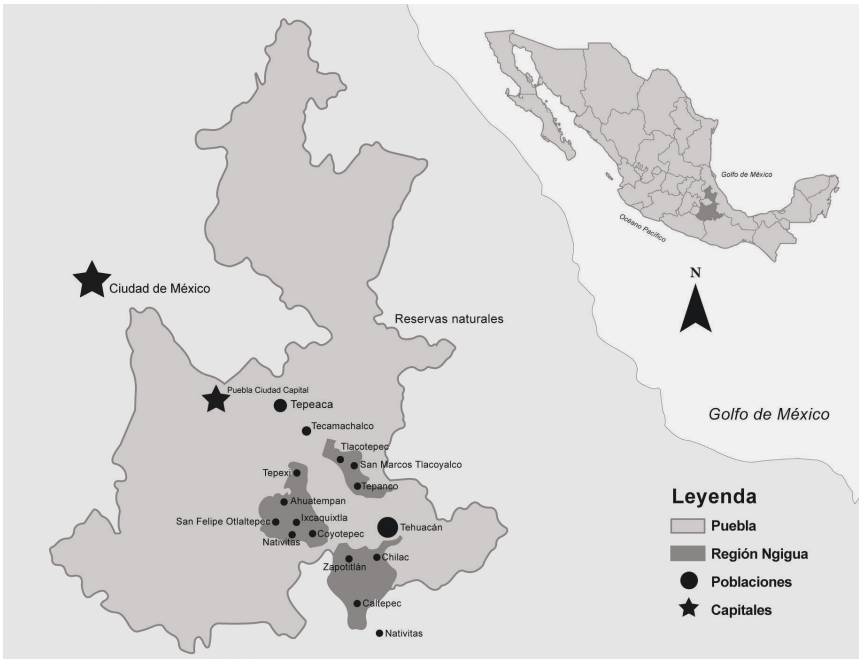 Golfo de México
Océano Pacífico
N
Ciudad de México
Reservas naturales
Puebla Ciudad Capital
Tepeaca
Golfo de México
Tecamachalco
Tlacotepec
San Marcos Tlacoyalco
Tepexi
Tepanco
Ahuatempan
San Felipe Otlaltepec
Ixcaquixtla
Tehuacán
Nativitas
Coyotepec
Zapotitlán
Chilac
Caltepec
Nativitas
Leyenda
Puebla
Región Ngigua
Poblaciones
Capitales